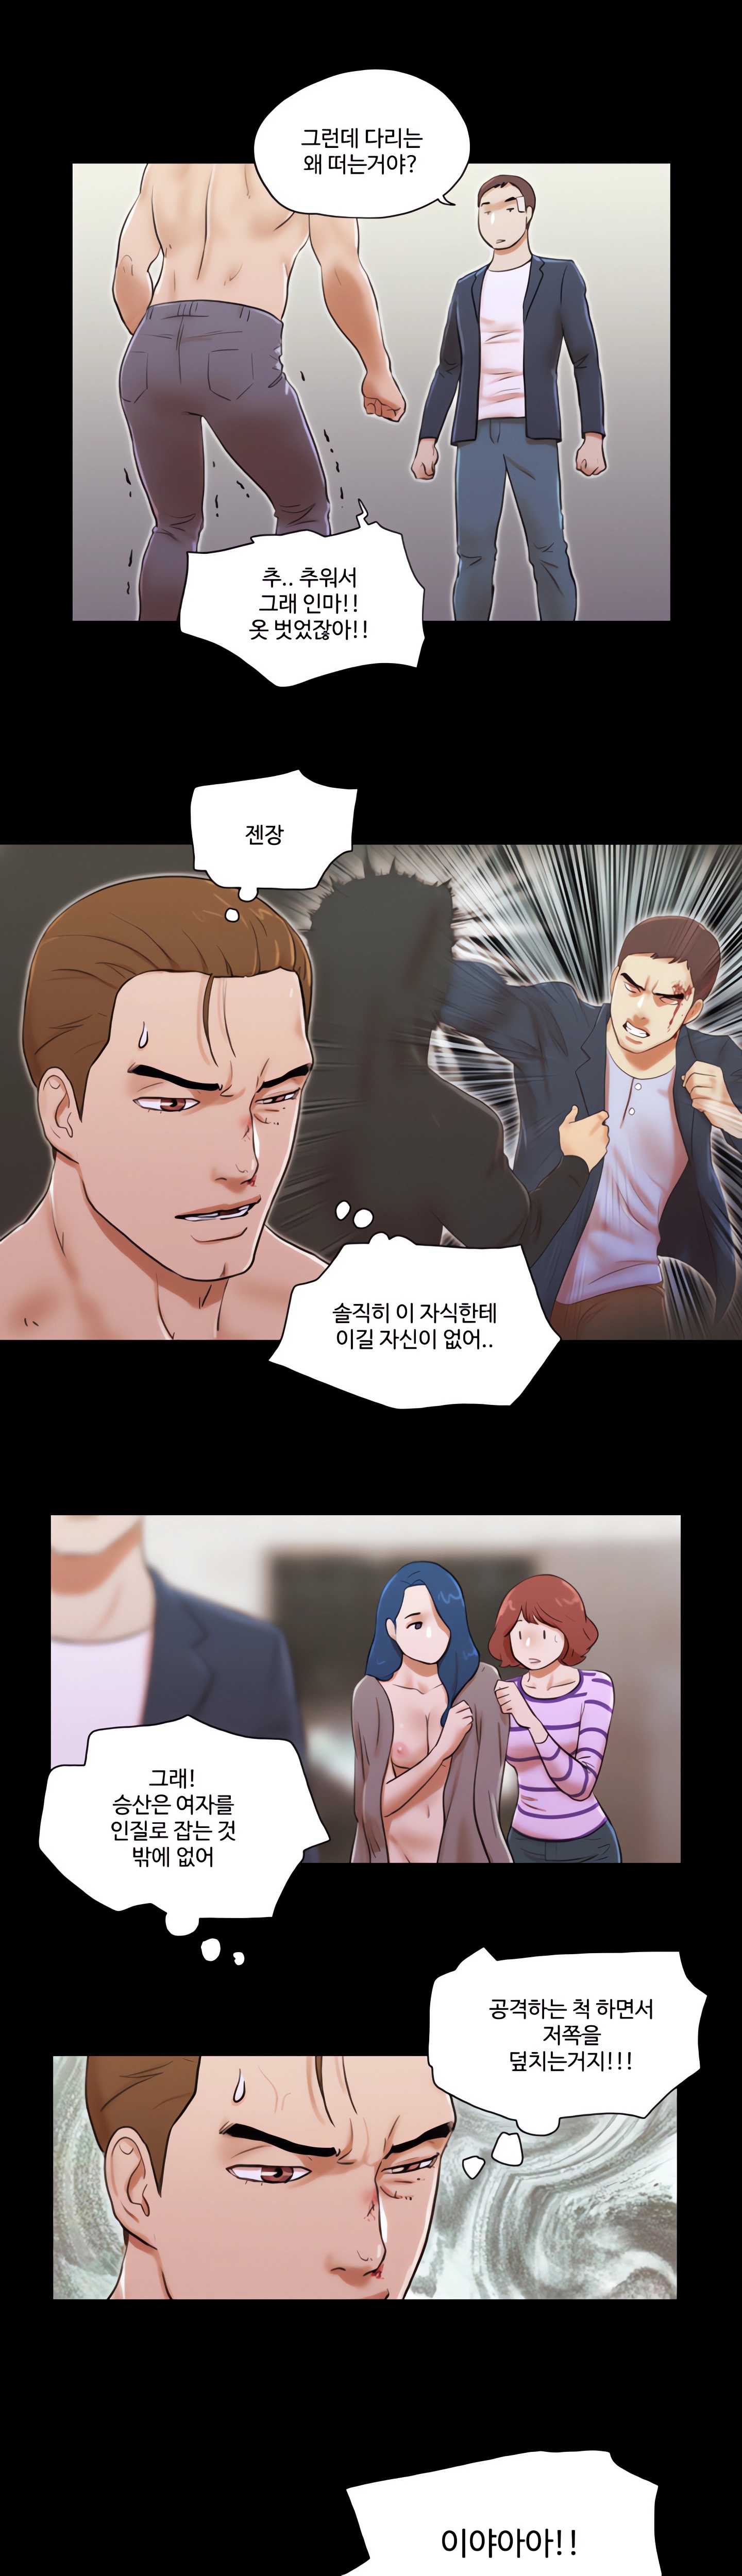 그런데 다리는
왜 떠는거야?
추.. 추워서
그래 인마!!
옷 벗었잖아!!
젠장
솔직히 이 자식한테
이길 자신이 없어..
그래!
승산은 여자를
인질로 잡는 것
밖에 없어
공격하는 척 하면서
저쪽을
덮치는거지!!!
이야아아!!